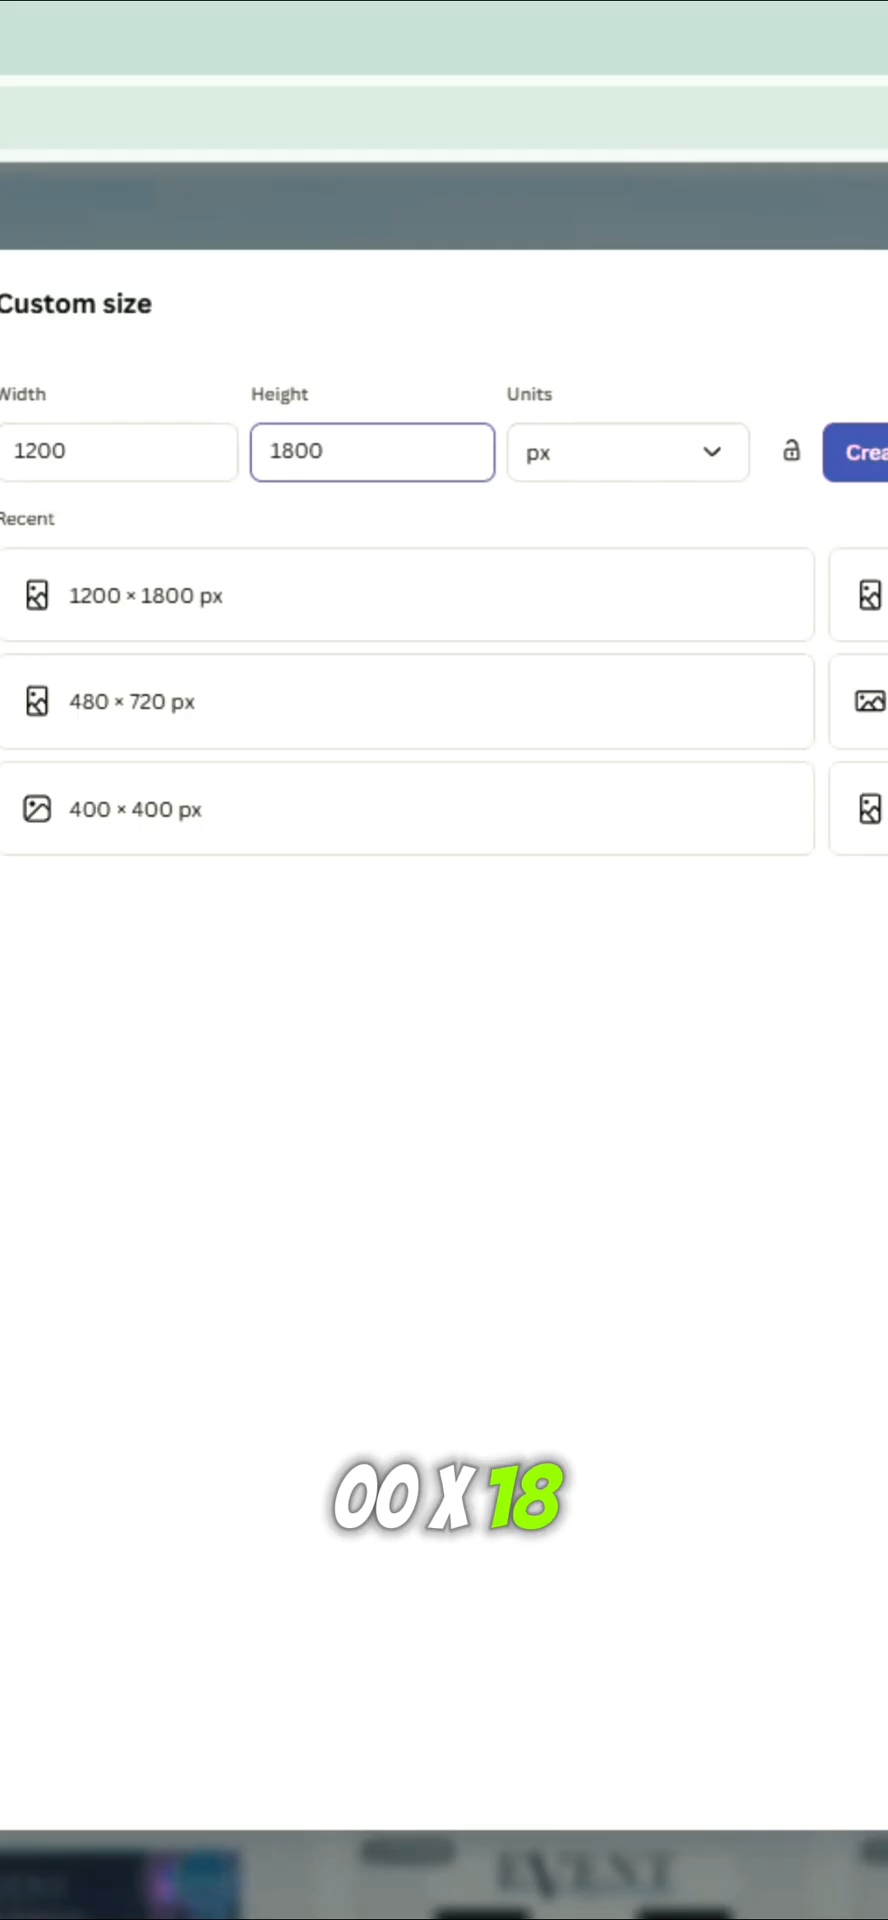 Custom size
Width Height Units
1200 1800 px Crea
Recent
1200 × 1800 px
480 × 720 px
400 × 400 px
00 X 18
EVENT